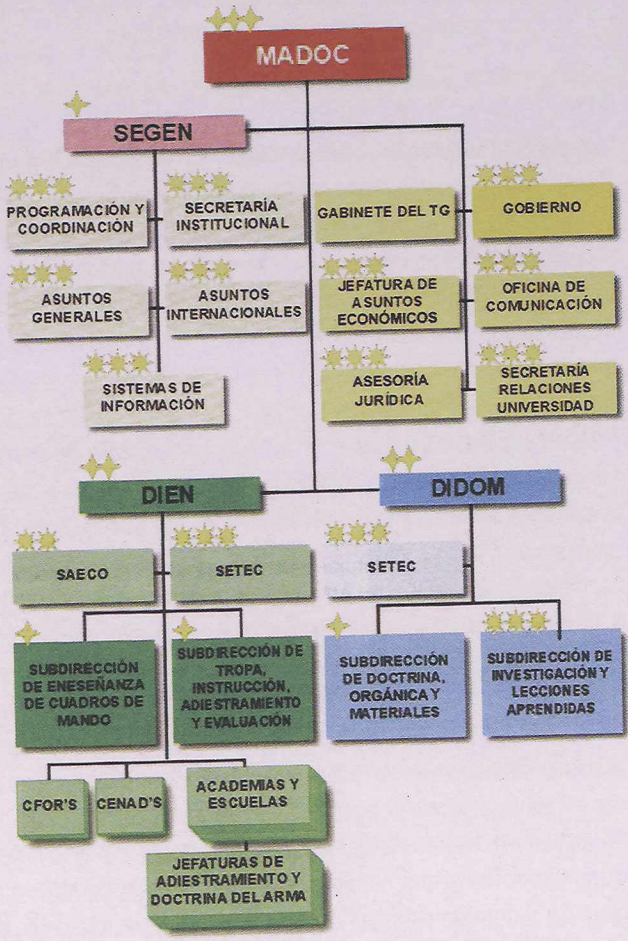 MADOC
SEGEN
PROGRAMACIÓN Y
COORDINACIÓN
SECRETARÍA
INSTITUCIONAL
ASUNTOS
GENERALES
ASUNTOS
INTERNACIONALES
SISTEMAS DE
INFORMACIÓN
GABINETE DEL TG
GOBIERNO
JEFATURA DE
ASUNTOS
ECONÓMICOS
OFICINA DE
COMUNICACIÓN
ASESORÍA
JURÍDICA
SECRETARÍA
RELACIONES
UNIVERSIDAD
DIEN
DIDOM
SAECO
SETEC
SETEC
SUBDIRECCIÓN
DE ENESEÑANZA
DE CUADROS DE
MANDO
SUBDIRECCIÓN DE
TROPA,
INSTRUCCIÓN,
ADIESTRAMIENTO
Y EVALUACIÓN
SUBDIRECCIÓN
DE DOCTRINA,
ORGÁNICA Y
MATERIALES
SUBDIRECCIÓN DE
INVESTIGACIÓN Y
LECCIONES
APRENDIDAS
CFOR'S
CENAD'S
ACADEMIAS Y
ESCUELAS
JEFATURAS DE
ADIESTRAMIENTO Y
DOCTRINA DEL ARMA